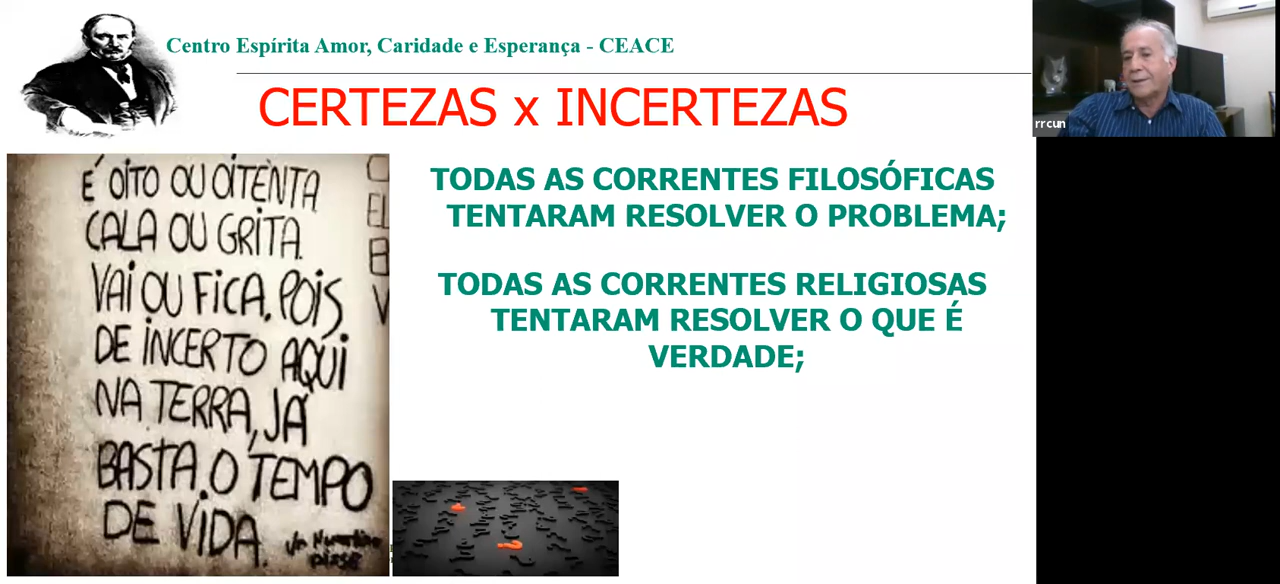 Centro Espírita Amor, Caridade e Esperança - CEACE
CERTEZAS x INCERTEZAS
É OITO OU OITENTA
CALA OU GRITA.
VAI OU FICA, POIS
DE INCERTO AQUI
NA TERRA, JÁ
BASTA O TEMPO
DE VIDA.
TODAS AS CORRENTES FILOSÓFICAS
TENTARAM RESOLVER O PROBLEMA;
TODAS AS CORRENTES RELIGIOSAS
TENTARAM RESOLVER O QUE É
VERDADE;
rrcun